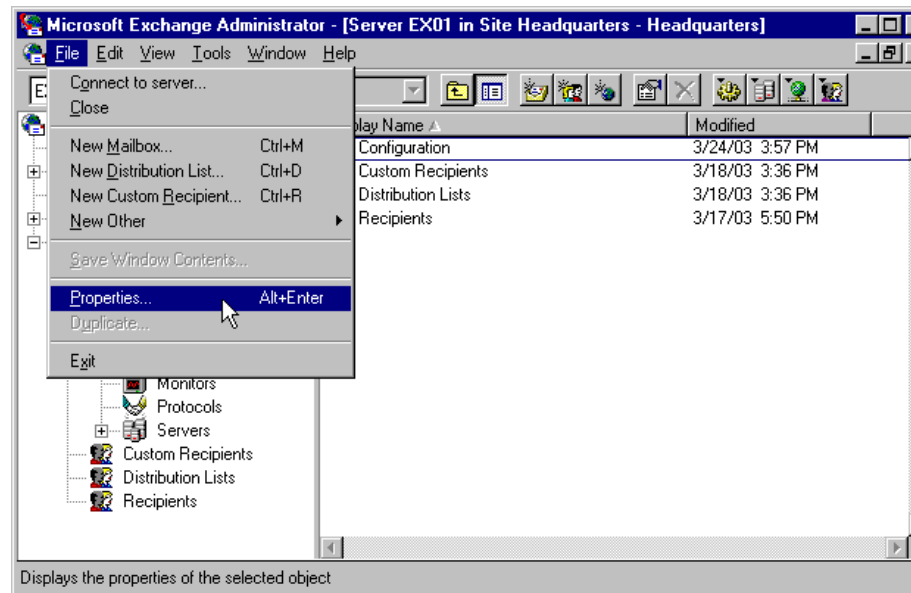 Microsoft Exchange Administrator - [Server EX01 in Site Headquarters - Headquarters]
File Edit View Tools Window Help
Connect to server...
Close
New Mailbox... Ctrl+M
New Distribution List... Ctrl+D
New Custom Recipient... Ctrl+R
New Other
Save Window Contents...
Properties... Alt+Enter
Duplicate...
Exit
play Name Modified
Configuration 3/24/03 3:57 PM
Custom Recipients 3/18/03 3:36 PM
Distribution Lists 3/18/03 3:36 PM
Recipients 3/17/03 5:50 PM
Monitors
Protocols
Servers
Custom Recipients
Distribution Lists
Recipients
Displays the properties of the selected object